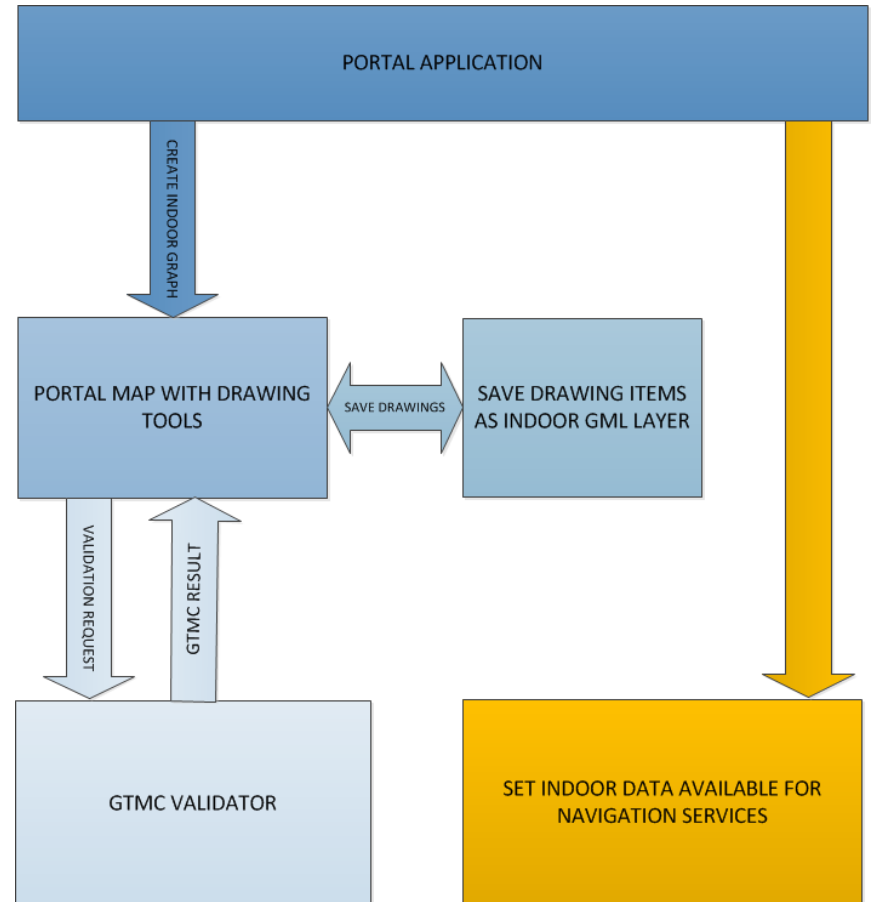 PORTAL APPLICATION
CREATE INDOOR GRAPH
PORTAL MAP WITH DRAWING
TOOLS
SAVE DRAWINGS
SAVE DRAWING ITEMS
AS INDOOR GML LAYER
VALIDATION REQUEST
GTMC RESULT
GTMC VALIDATOR
SET INDOOR DATA AVAILABLE FOR
NAVIGATION SERVICES